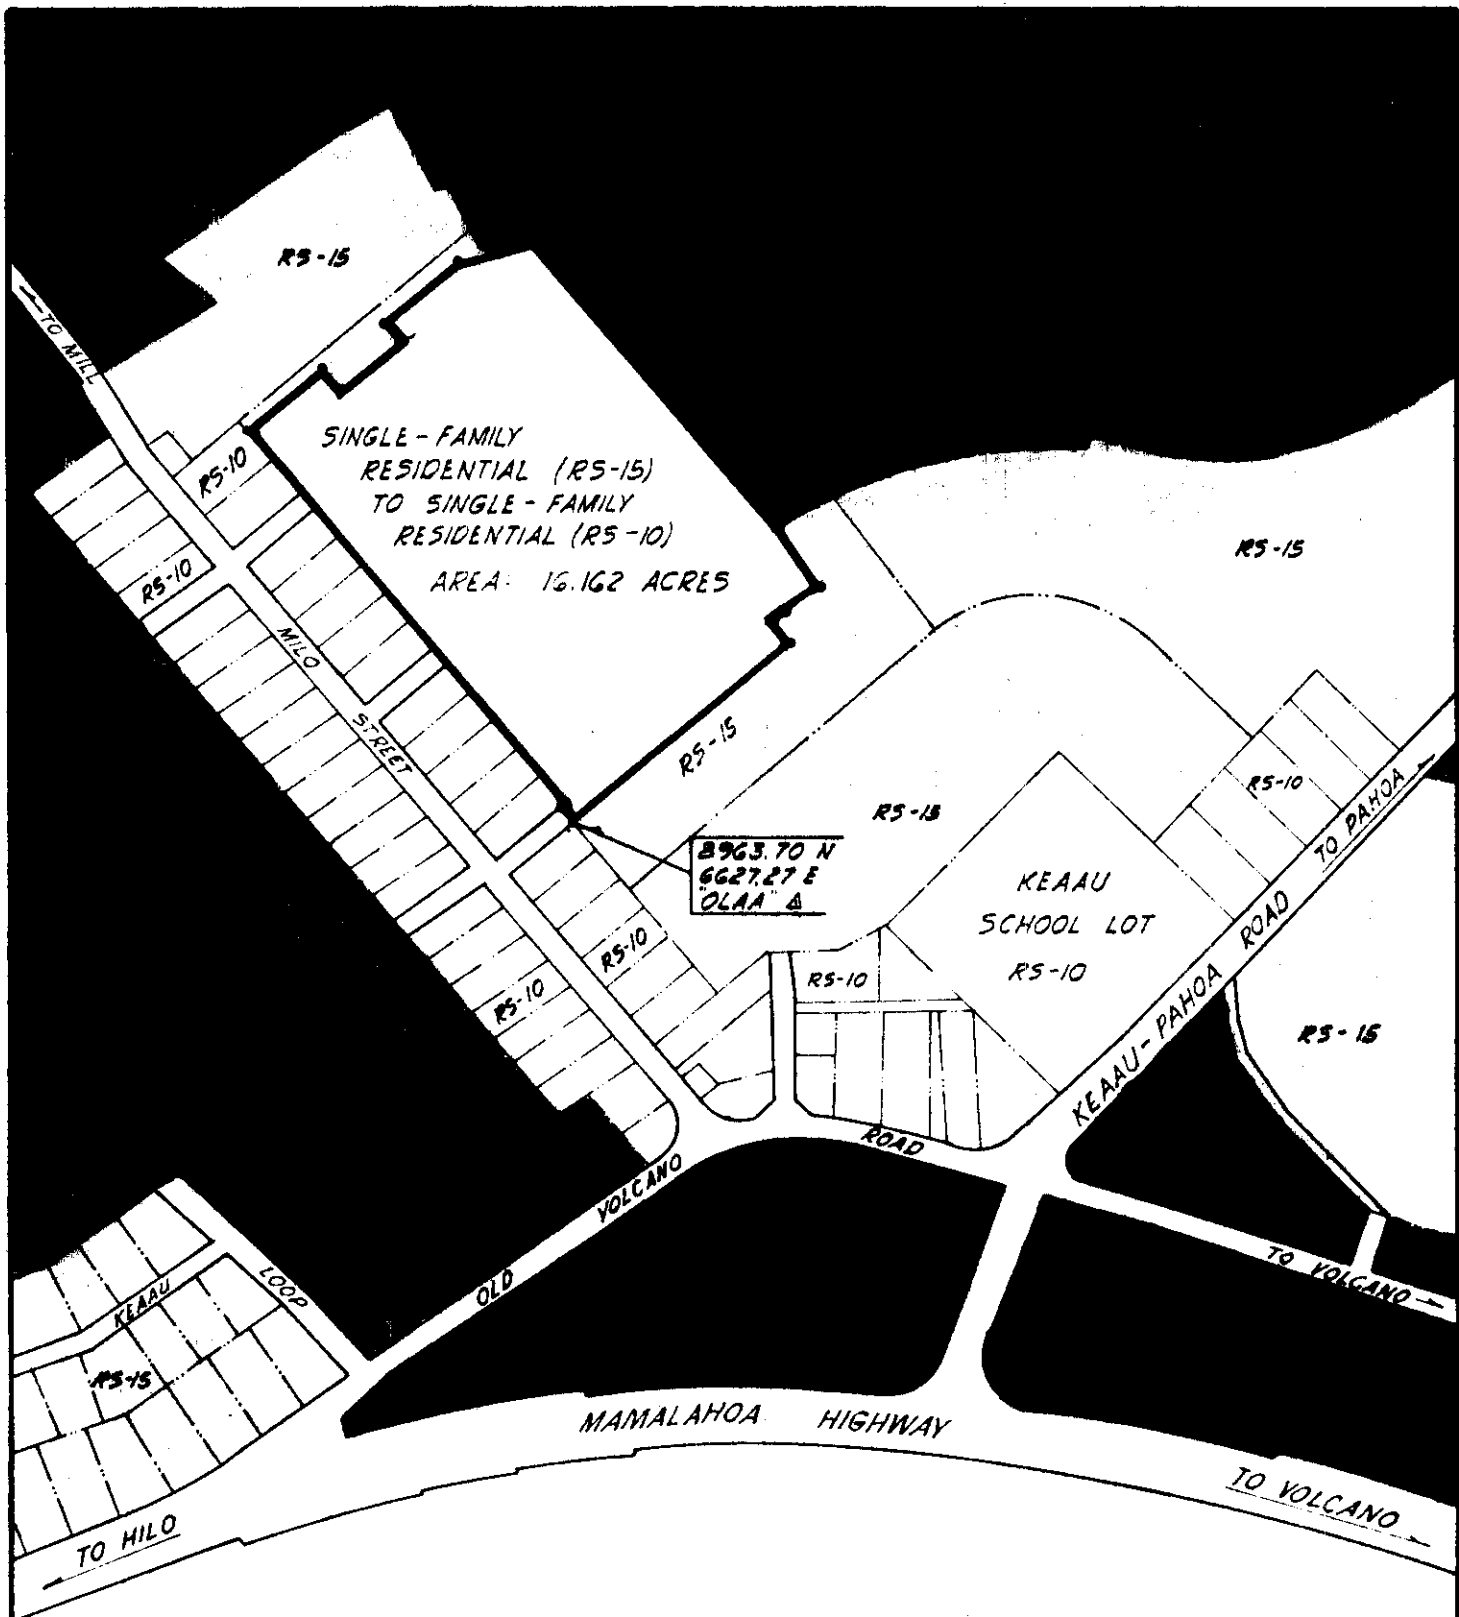 RS-15
TO MILL
SINGLE-FAMILY
RESIDENTIAL (RS-15)
TO SINGLE-FAMILY
RESIDENTIAL (RS-10)
AREA: 16.162 ACRES
RS-10
RS-10
MILO
STREET
RS-15
RS-15
RS-15
RS-10
8963.70 N
6627.27 E
"OLAA" △
KEAAU
SCHOOL LOT
RS-10
RS-10
RS-10
RS-10
RS-15
KEAAU-PAHOA ROAD
TO PAHOA
OLD VOLCANO ROAD
TO VOLCANO
KEAAU
LOOP
RS-15
MAMALAHOA HIGHWAY
TO HILO
TO VOLCANO